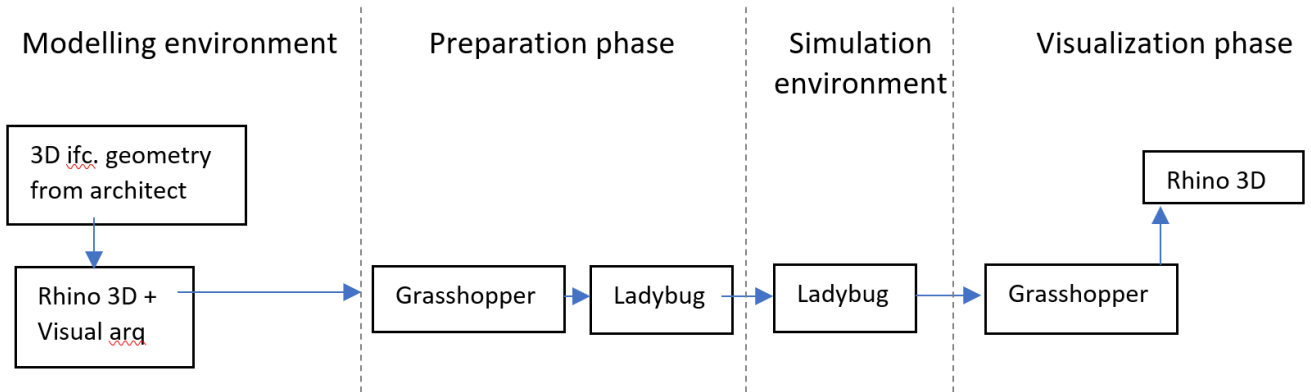 Modelling environment
Preparation phase
Simulation
environment
Visualization phase
3D ifc. geometry
from architect
Rhino 3D +
Visual arq
Grasshopper
Ladybug
Ladybug
Grasshopper
Rhino 3D